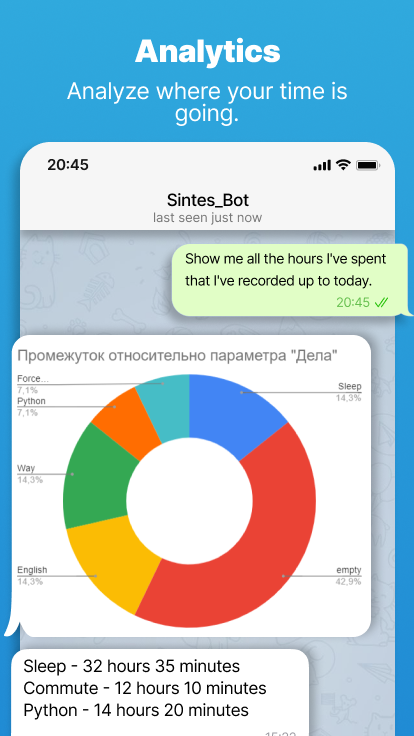 Analytics
Analyze where your time is
going.
20:45
Sintes_Bot
last seen just now
Show me all the hours I've spent
that I've recorded up to today.
20:45
Промежуток относительно параметра "Дела"
Force...
7,1%
Python
7,1%
Sleep
14,3%
Way
14,3%
English
14,3%
empty
42,9%
Sleep - 32 hours 35 minutes
Commute - 12 hours 10 minutes
Python - 14 hours 20 minutes